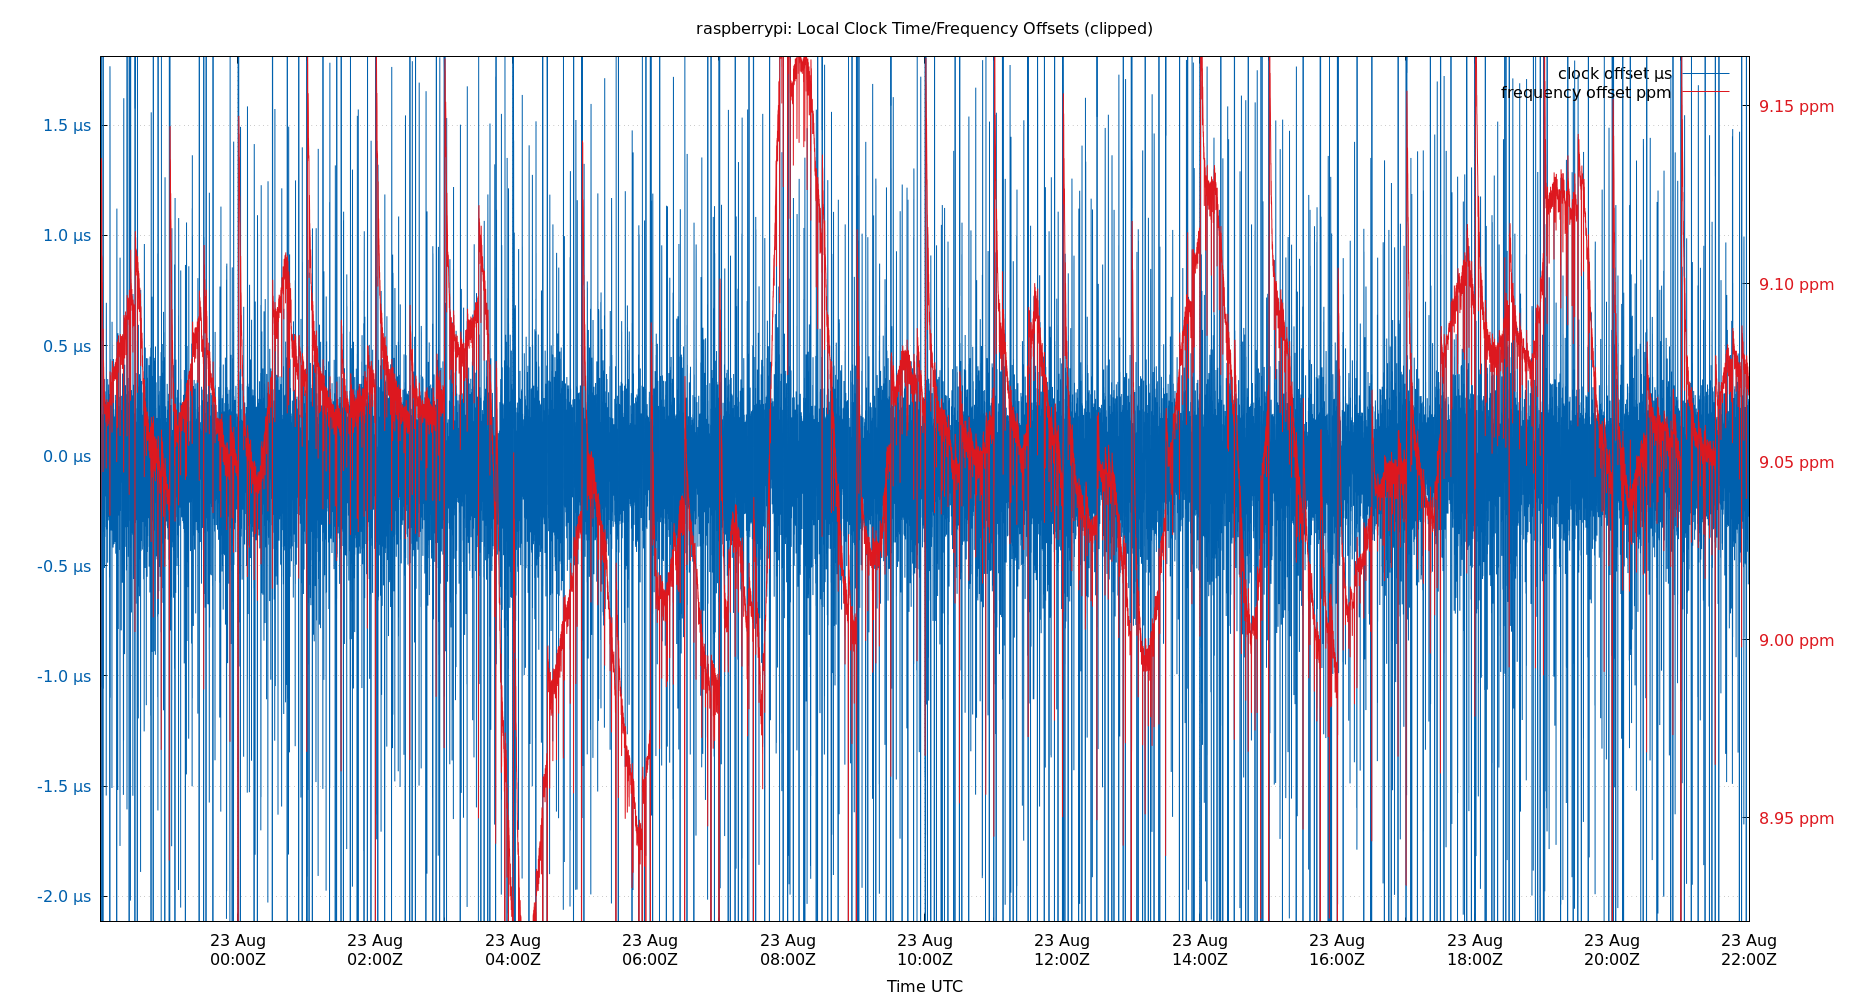 raspberrypi: Local Clock Time/Frequency Offsets (clipped)
clock offset µs
frequency offset ppm
1.5 µs
1.0 µs
0.5 µs
0.0 µs
-0.5 µs
-1.0 µs
-1.5 µs
-2.0 µs
9.15 ppm
9.10 ppm
9.05 ppm
9.00 ppm
8.95 ppm
23 Aug 23 Aug 23 Aug 23 Aug 23 Aug 23 Aug 23 Aug 23 Aug 23 Aug 23 Aug 23 Aug 23 Aug
00:00Z 02:00Z 04:00Z 06:00Z 08:00Z 10:00Z 12:00Z 14:00Z 16:00Z 18:00Z 20:00Z 22:00Z
Time UTC